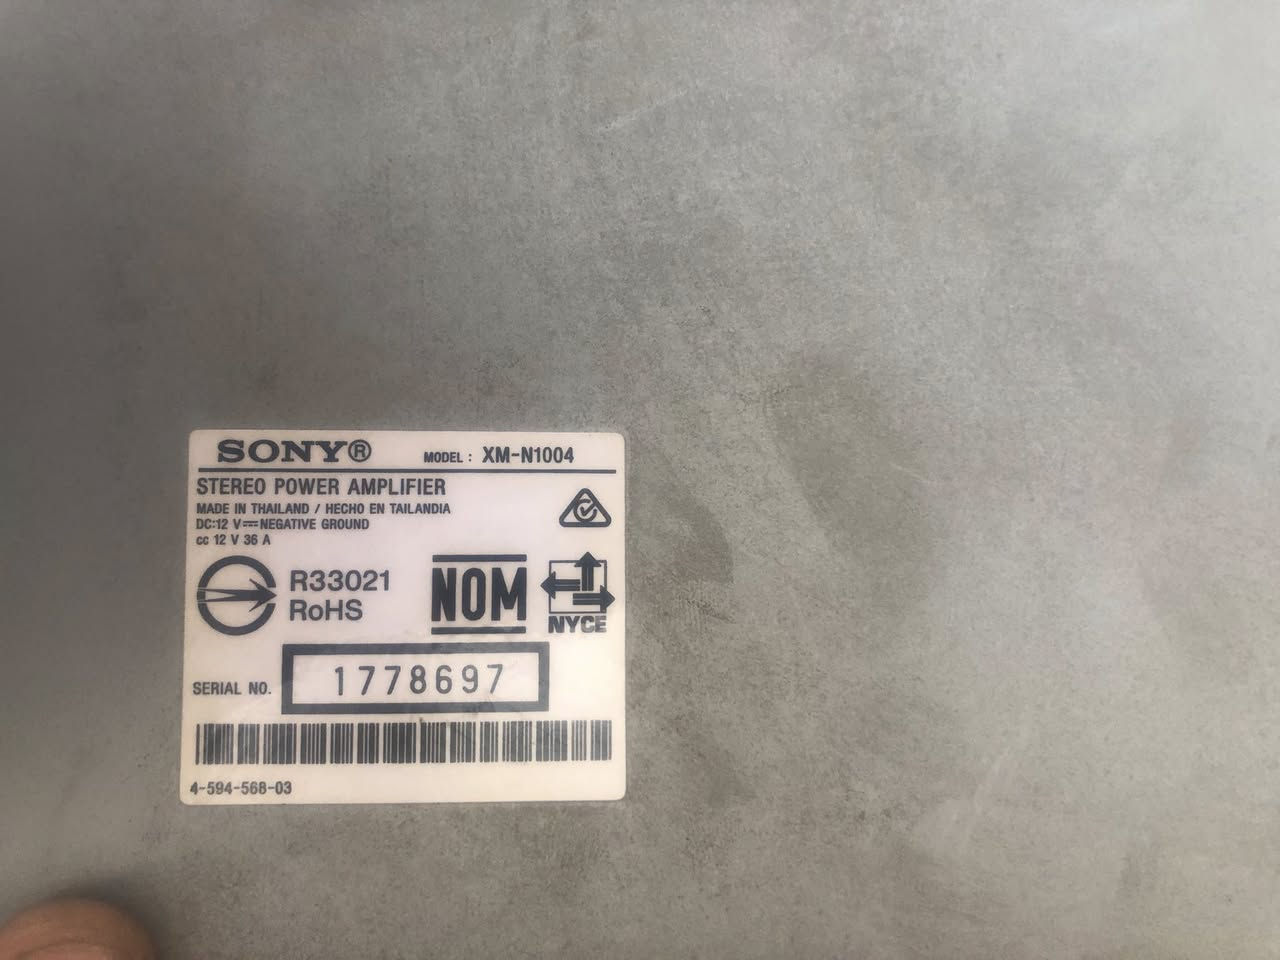 SONY® MODEL : XM-N1004
STEREO POWER AMPLIFIER
MADE IN THAILAND / HECHO EN TAILANDIA
DC:12 V⎓NEGATIVE GROUND
cc 12 V 36 A
R33021
RoHS
NOM
NYCE
SERIAL NO. 1778697
4-594-568-03